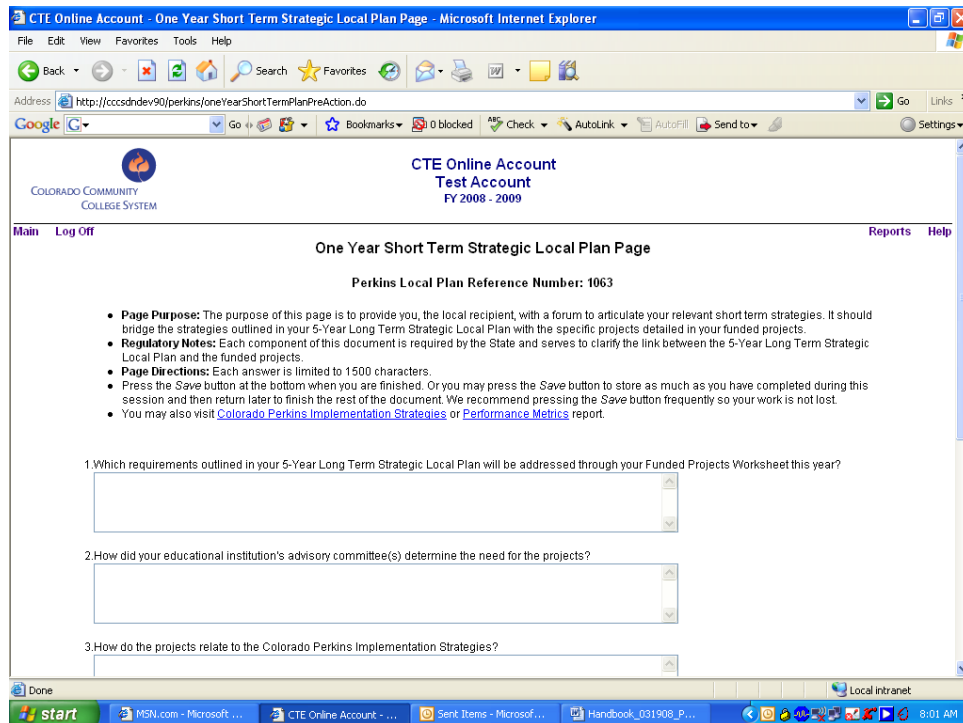 CTE Online Account - One Year Short Term Strategic Local Plan Page - Microsoft Internet Explorer
File Edit View Favorites Tools Help
Back Search Favorites
Address http://cccsdndev90/perkins/oneYearShortTermPlanPreAction.do Go Links
Google G Go Bookmarks 0 blocked ABC Check AutoLink AutoFill Send to Settings
COLORADO COMMUNITY
COLLEGE SYSTEM
CTE Online Account
Test Account
FY 2008 - 2009
Main Log Off Reports Help
One Year Short Term Strategic Local Plan Page
Perkins Local Plan Reference Number: 1063
• Page Purpose: The purpose of this page is to provide you, the local recipient, with a forum to articulate your relevant short term strategies. It should
bridge the strategies outlined in your 5-Year Long Term Strategic Local Plan with the specific projects detailed in your funded projects.
• Regulatory Notes: Each component of this document is required by the State and serves to clarify the link between the 5-Year Long Term Strategic
Local Plan and the funded projects.
• Page Directions: Each answer is limited to 1500 characters.
• Press the Save button at the bottom when you are finished. Or you may press the Save button to store as much as you have completed during this
session and then return later to finish the rest of the document. We recommend pressing the Save button frequently so your work is not lost.
• You may also visit Colorado Perkins Implementation Strategies or Performance Metrics report.
1.Which requirements outlined in your 5-Year Long Term Strategic Local Plan will be addressed through your Funded Projects Worksheet this year?
2.How did your educational institution's advisory committee(s) determine the need for the projects?
3.How do the projects relate to the Colorado Perkins Implementation Strategies?
Done Local intranet
start MSN.com - Microsoft ... CTE Online Account - ... Sent Items - Microsof... Handbook_031908_P... 8:01 AM